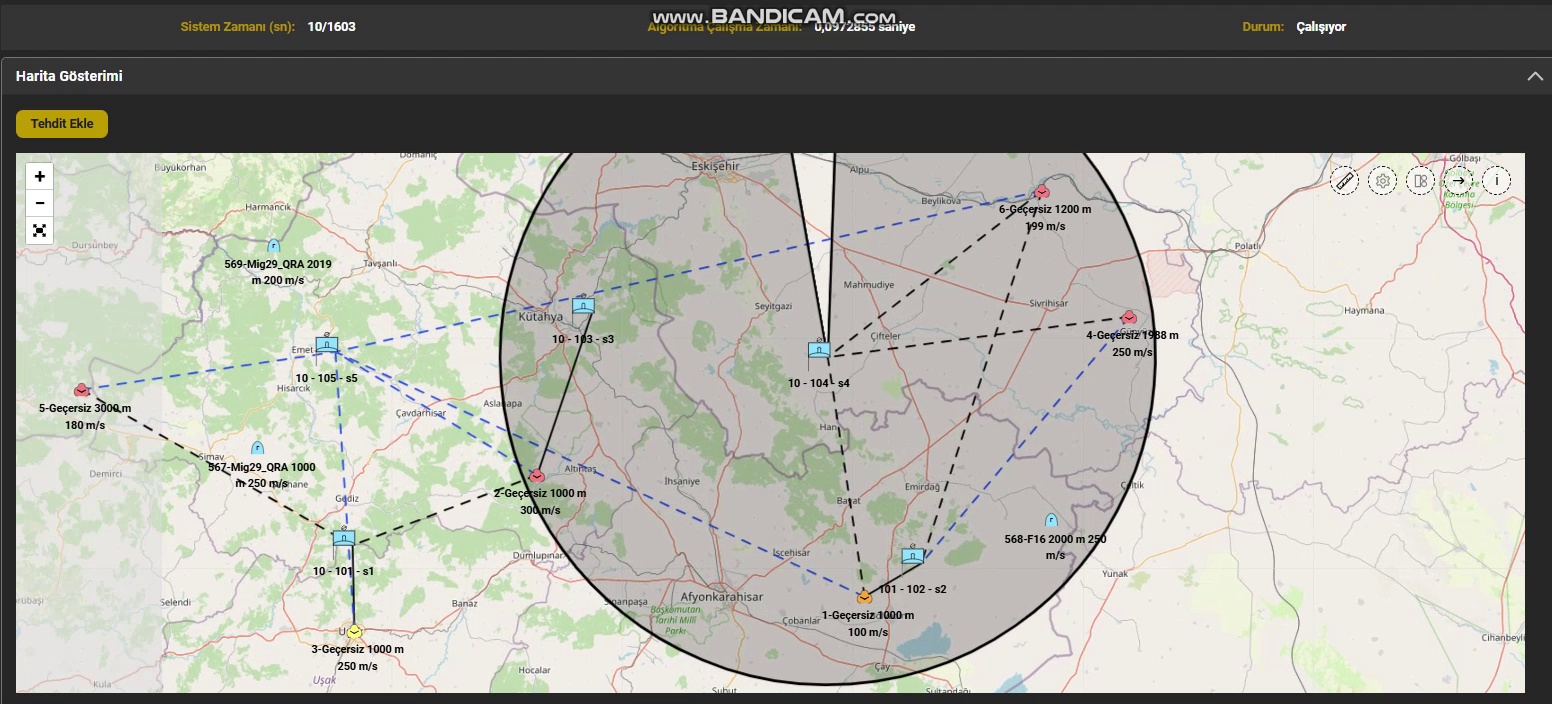 www.BANDICAM.com
Sistem Zamanı (sn): 10/1603
Algoritma Çalışma Zamanı: 0,0972855 saniye
Durum: Çalışıyor
Harita Gösterimi
Tehdit Ekle
+
−
i
Domaniç
Büyükorhan
Eskişehir
Alpu
Gölbaşı
Harmancık
Beylikova
6-Geçersiz 1200 m
199 m/s
Dursunbey
Tavşanlı
Polatlı
569-Mig29_QRA 2019
m 200 m/s
Mahmudiye
Seyitgazi
Sivrihisar
Haymana
Kütahya
10 - 103 - s3
Emet
Çifteler
4-Geçersiz 1988 m
250 m/s
10 - 105 - s5
10 - 104 - s4
Hisarcık
5-Geçersiz 3000 m
180 m/s
Çavdarhisar
Aslanapa
Han
Simav
567-Mig29_QRA 1000
m 250 m/s
Demirci
Altıntaş
İhsaniye
Emirdağ
Çeltik
2-Geçersiz 1000 m
300 m/s
Gediz
Bayat
568-F16 2000 m 250
m/s
10 - 101 - s1
Dumlupınar
İscehisar
Yunak
101 - 102 - s2
Selendi
Banaz
Sinanpaşa
Afyonkarahisar
Başkomutan
Tarihi Milli
Parkı
Çobanlar
1-Geçersiz 1000 m
100 m/s
3-Geçersiz 1000 m
250 m/s
Cihanbeyli
Uşak
Hocalar
Çay
Kula
Şuhut
Sultandağı